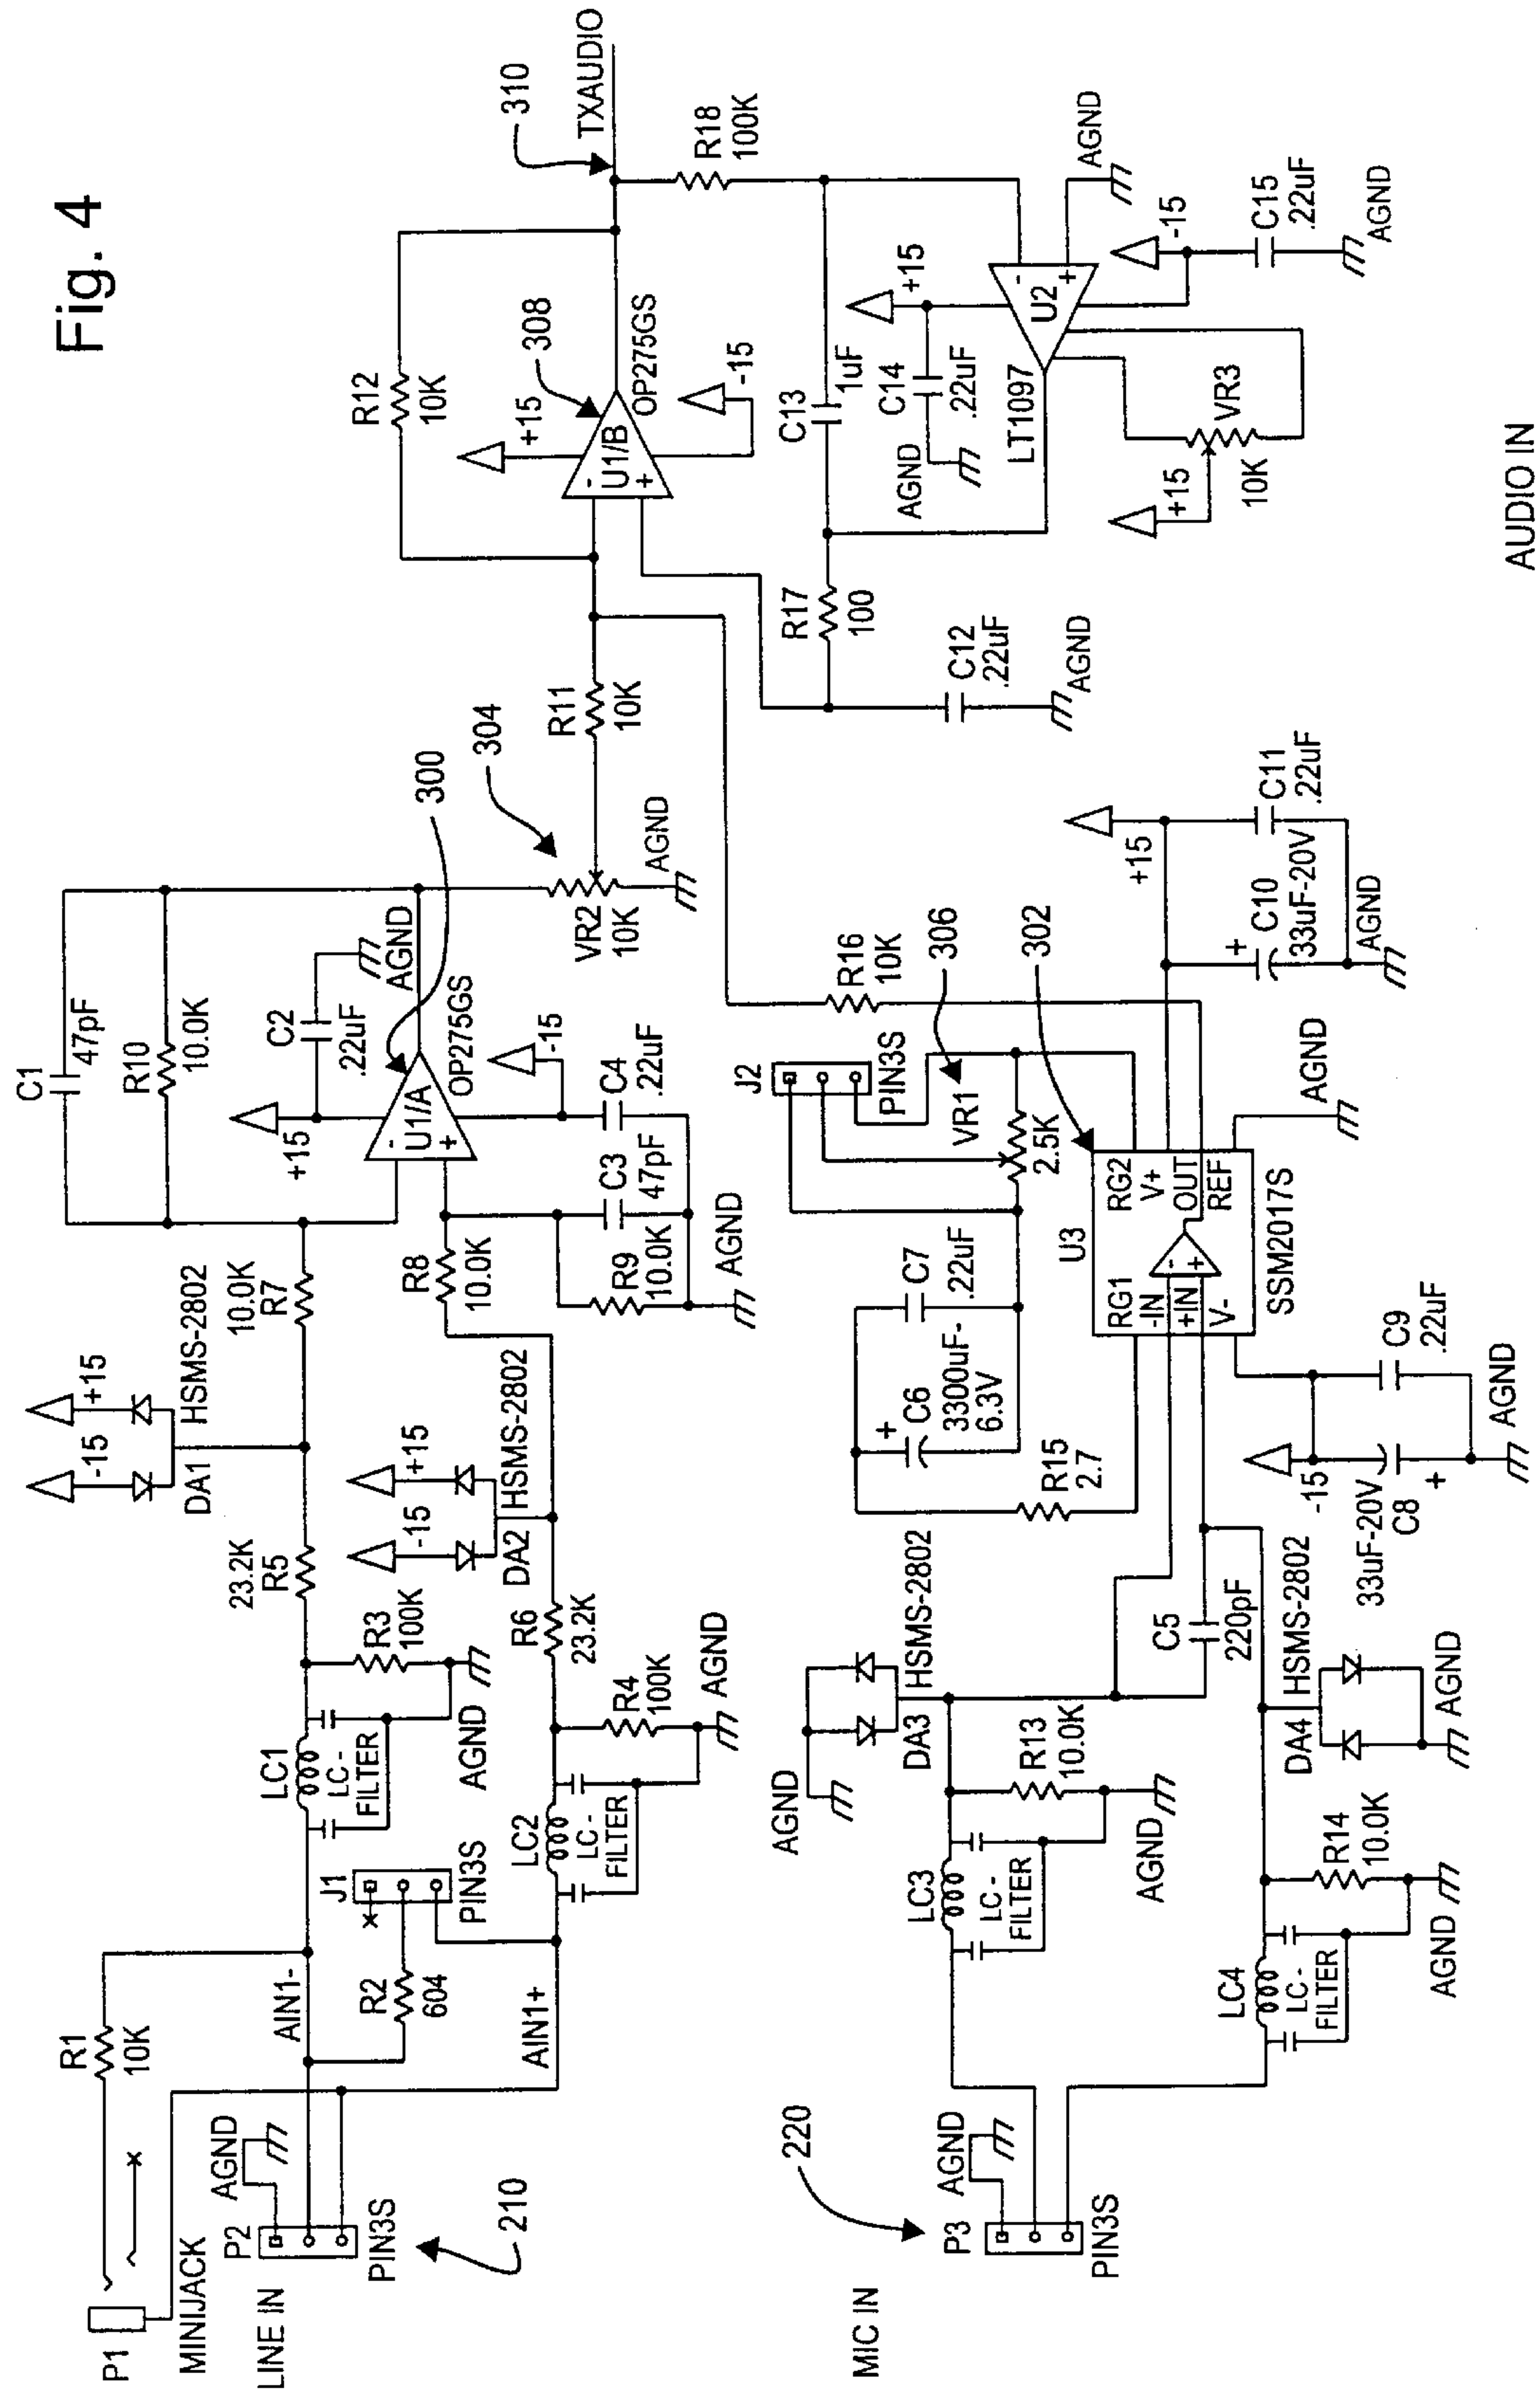 Fig. 4
P1
MINIJACK
R1
10K
LINE IN
P2
AGND
PIN3S
210
AIN1-
R2
604
AIN1+
J1
PIN3S
LC1
LC -
FILTER
R3
100K
AGND
LC2
LC -
FILTER
R4
100K
AGND
23.2K
R5
R6
23.2K
DA1
-15
+15
HSMS-2802
DA2
-15
+15
HSMS-2802
10.0K
R7
R8
10.0K
R9
10.0K
C3
47pF
AGND
C4
.22uF
-15
C1
47pF
R10
10.0K
+15
C2
.22uF
AGND
-
U1/A
+
OP275GS
300
304
VR2
10K
AGND
R11
10K
R12
10K
+15
308
-
U1/B
+
OP275GS
-15
310
TXAUDIO
R18
100K
C13
1uF
R17
100
C12
.22uF
AGND
AGND
C14
.22uF
+15
LT1097
-
U2
+
AGND
-15
C15
.22uF
AGND
+15
VR3
10K
MIC IN
220
P3
AGND
PIN3S
LC3
LC -
FILTER
R13
10.0K
AGND
AGND
DA3
HSMS-2802
LC4
LC -
FILTER
R14
10.0K
AGND
DA4
HSMS-2802
AGND
C5
220pF
R15
2.7
+
C6
3300uF-
6.3V
C7
.22uF
J2
PIN3S
VR1
2.5K
306
R16
10K
302
U3
RG1
-IN
+IN
V-
-
+
RG2
V+
OUT
REF
SSM2017S
-15
33uF-20V
C8
+
C9
.22uF
AGND
AGND
+15
+
C10
33uF-20V
C11
.22uF
AGND
AUDIO IN